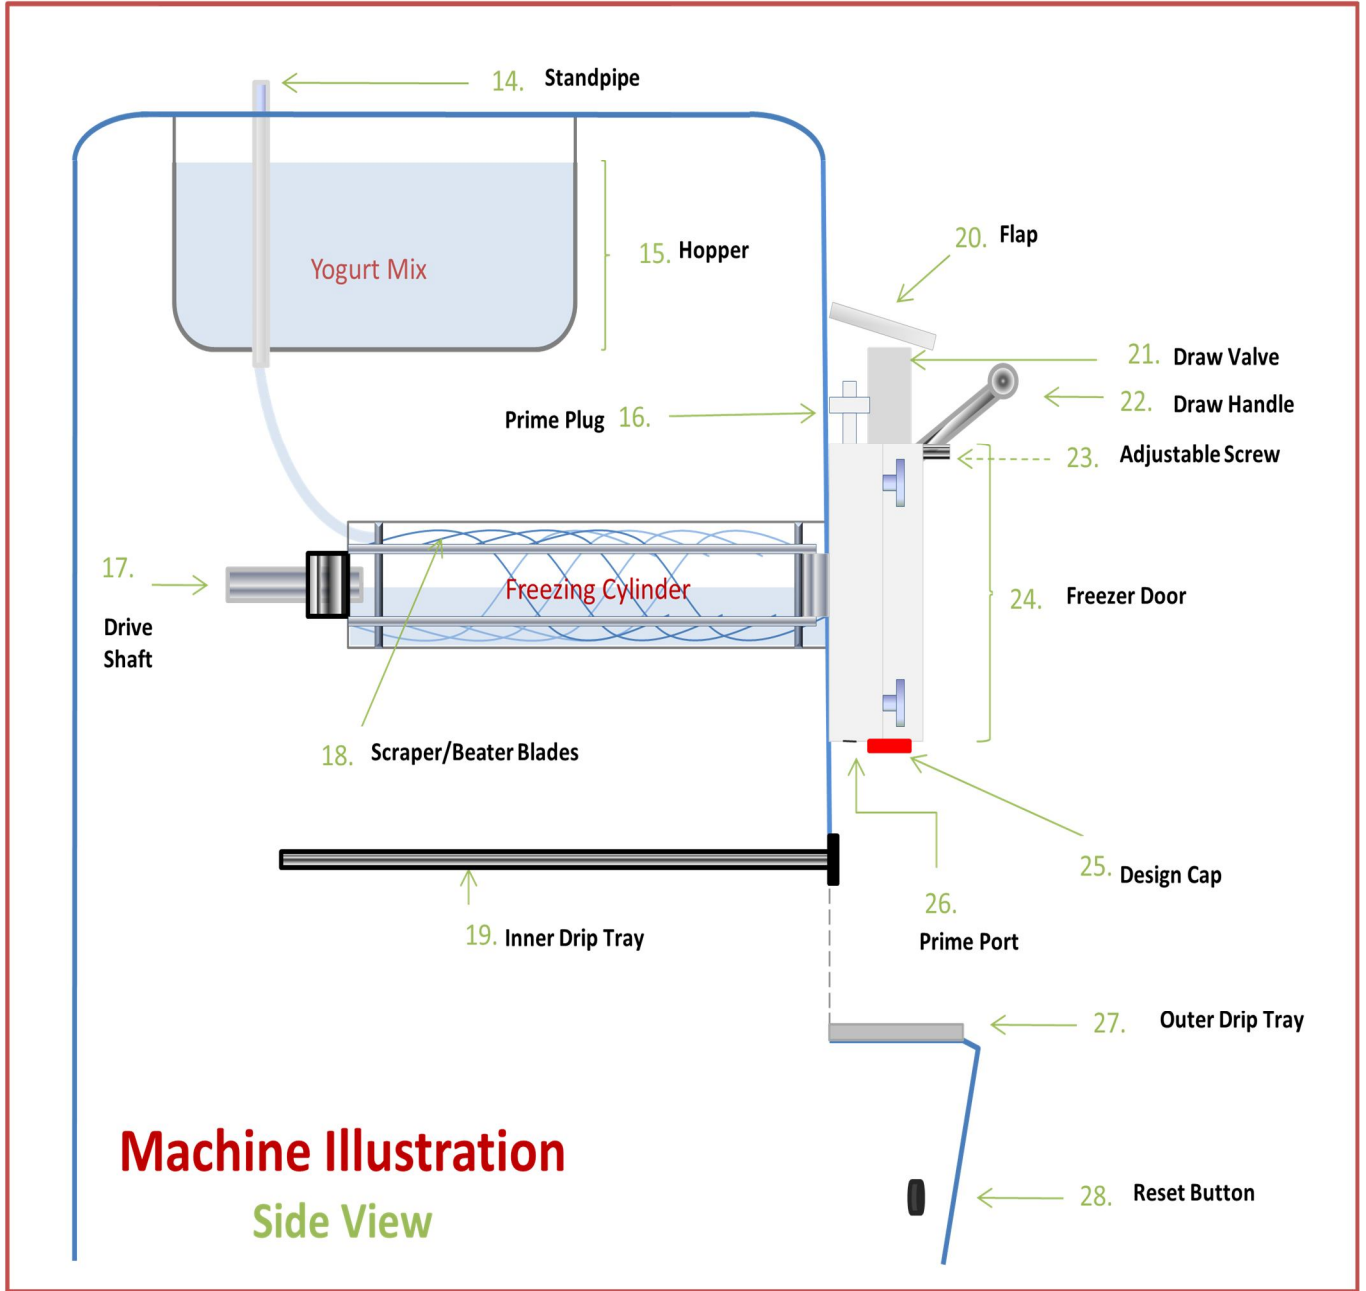 14. Standpipe
Yogurt Mix
15. Hopper
20. Flap
21. Draw Valve
Prime Plug 16.
22. Draw Handle
23. Adjustable Screw
17.
Drive
Shaft
Freezing Cylinder
24. Freezer Door
18. Scraper/Beater Blades
25. Design Cap
26.
Prime Port
19. Inner Drip Tray
27. Outer Drip Tray
Machine Illustration
Side View
28. Reset Button